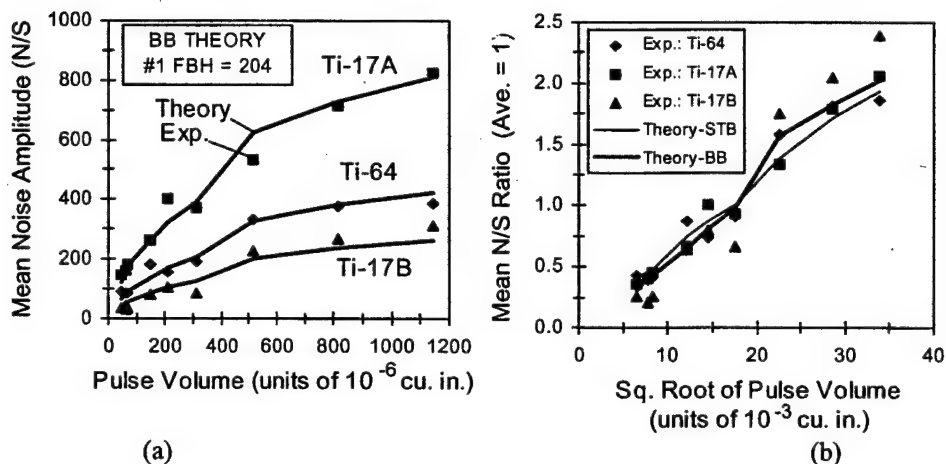 Mean Noise Amplitude (N/S)
1000
800
600
400
200
0
BB THEORY
#1 FBH = 204
Ti-17A
Theory
Exp.
Ti-64
Ti-17B
0 200 400 600 800 1000 1200
Pulse Volume (units of 10⁻⁶ cu. in.)
(a)
Mean N/S Ratio (Ave. = 1)
2.5
2.0
1.5
1.0
0.5
0.0
Exp.: Ti-64
Exp.: Ti-17A
Exp.: Ti-17B
Theory-STB
Theory-BB
0 10 20 30 40
Sq. Root of Pulse Volume
(units of 10⁻³ cu. in.)
(b)